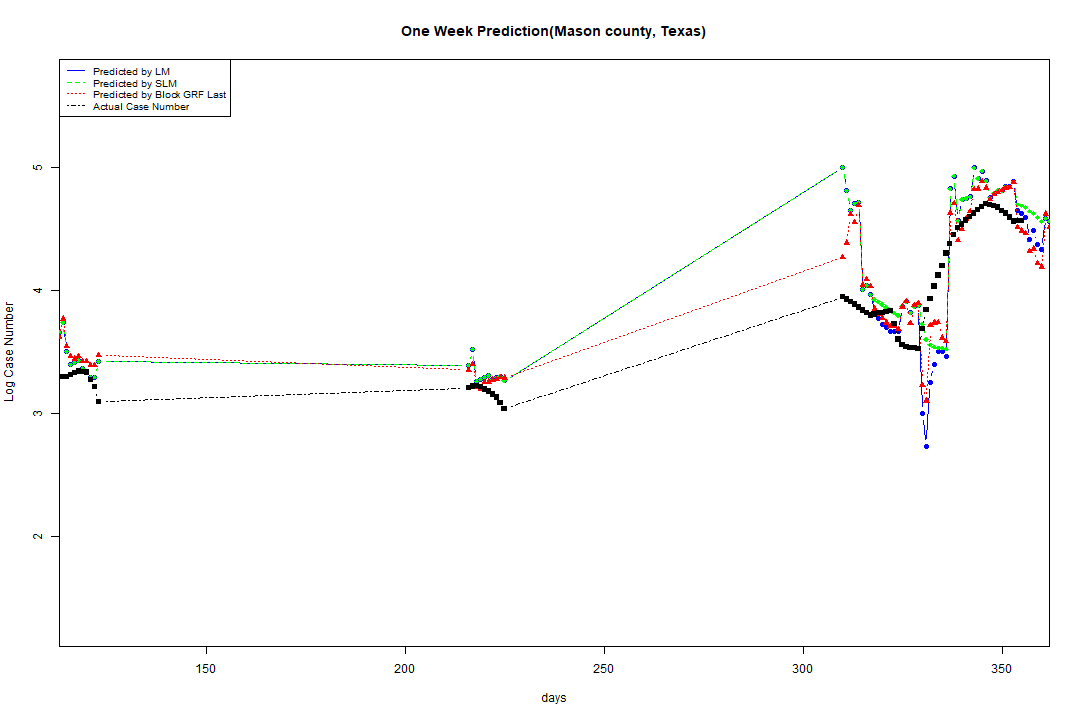 One Week Prediction(Mason county, Texas)
Predicted by LM
Predicted by SLM
Predicted by Block GRF Last
Actual Case Number
5
4
3
2
Log Case Number
150 200 250 300 350
days